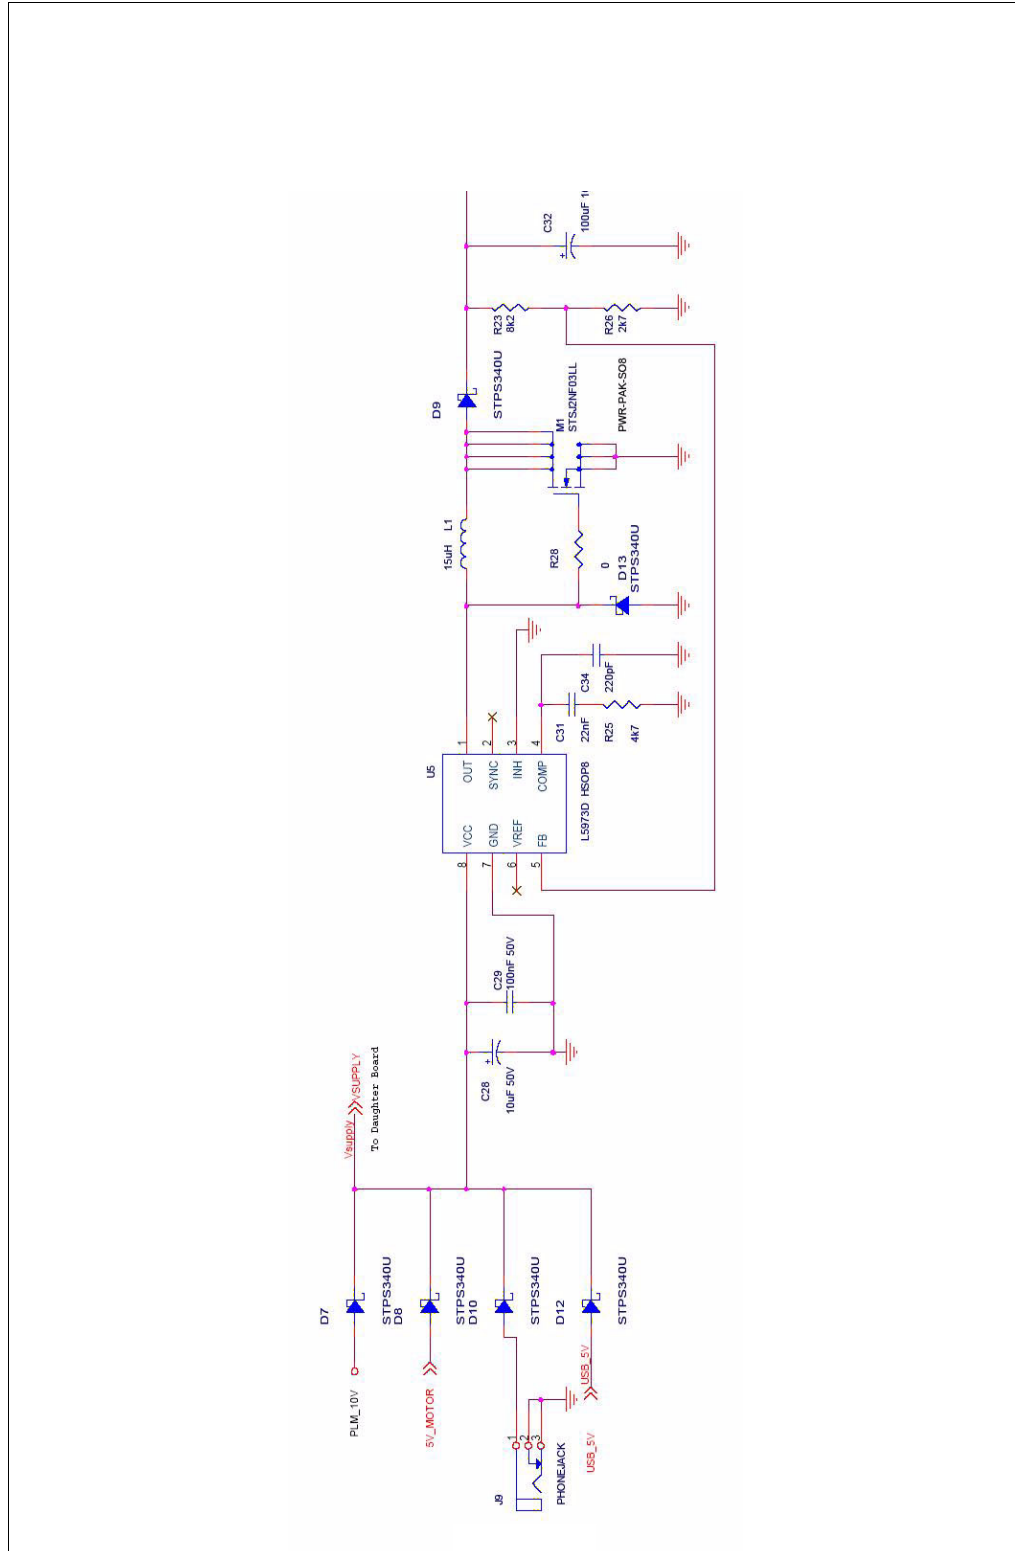 D7
STPS340U
PLM_10V
Vsupply
VSUPPLY
To Daughter Board
D8
STPS340U
5V_MOTOR
D10
STPS340U
J9
1
2
3
PHONEJACK
D12
STPS340U
USB_5V
USB_5V
C28
10uF 50V
C29
100nF 50V
U5
8
VCC
OUT
1
7
GND
SYNC
2
6
VREF
INH
3
5
FB
COMP
4
L5973D HSOP8
15uH
L1
C31
22nF
R25
4k7
C34
220pF
R28
0
D13
STPS340U
D9
STPS340U
M1
STSJ2NF03LL
PWR-PAK-SO8
R23
8k2
R26
2k7
C32
100uF